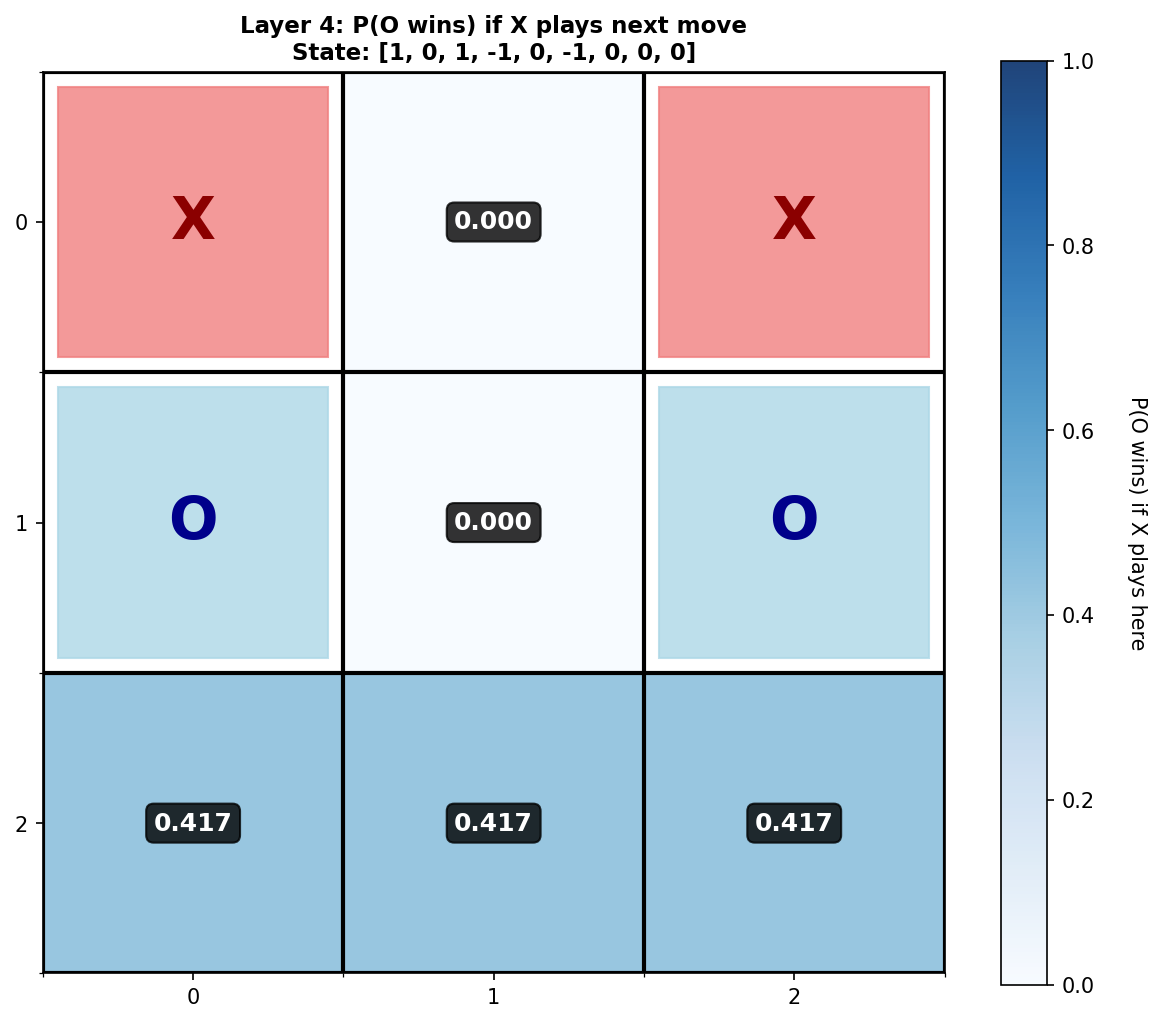 Layer 4: P(O wins) if X plays next move
State: [1, 0, 1, -1, 0, -1, 0, 0, 0]
X 0.000 X
O 0.000 O
0.417 0.417 0.417
0
1
2
0 1 2
1.0
0.8
0.6
0.4
0.2
0.0
P(O wins) if X plays here